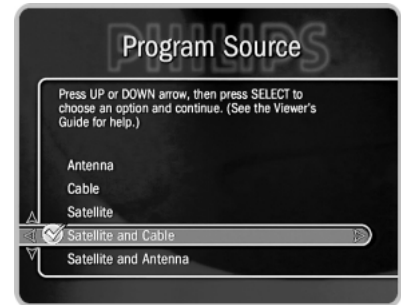 PHILIPS
Program Source
Press UP or DOWN arrow, then press SELECT to
choose an option and continue. (See the Viewer's
Guide for help.)
Antenna
Cable
Satellite
Satellite and Cable
Satellite and Antenna